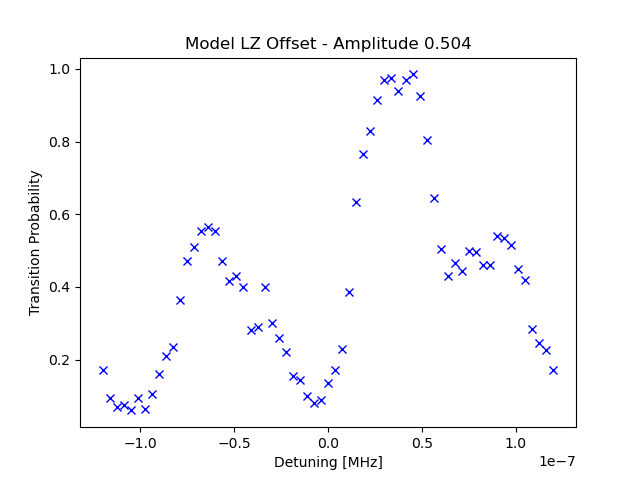 Model LZ Offset - Amplitude 0.504
Transition Probability
1.0
0.8
0.6
0.4
0.2
−1.0 −0.5 0.0 0.5 1.0
1e−7
Detuning [MHz]